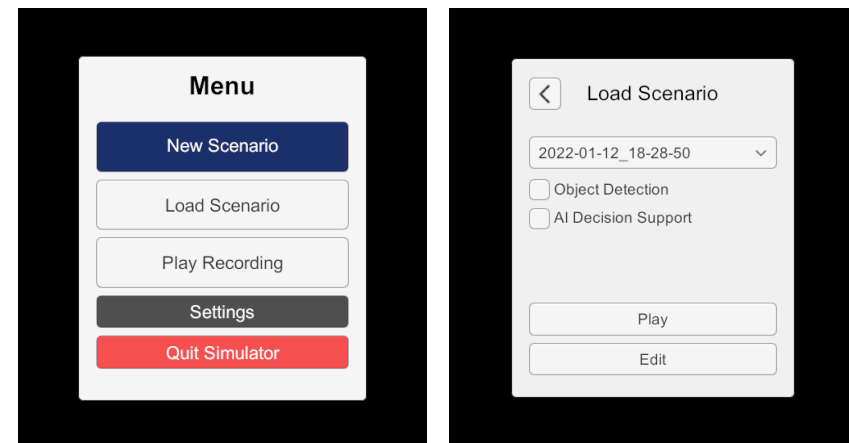 Menu
New Scenario
Load Scenario
Play Recording
Settings
Quit Simulator
Load Scenario
2022-01-12_18-28-50
Object Detection
AI Decision Support
Play
Edit